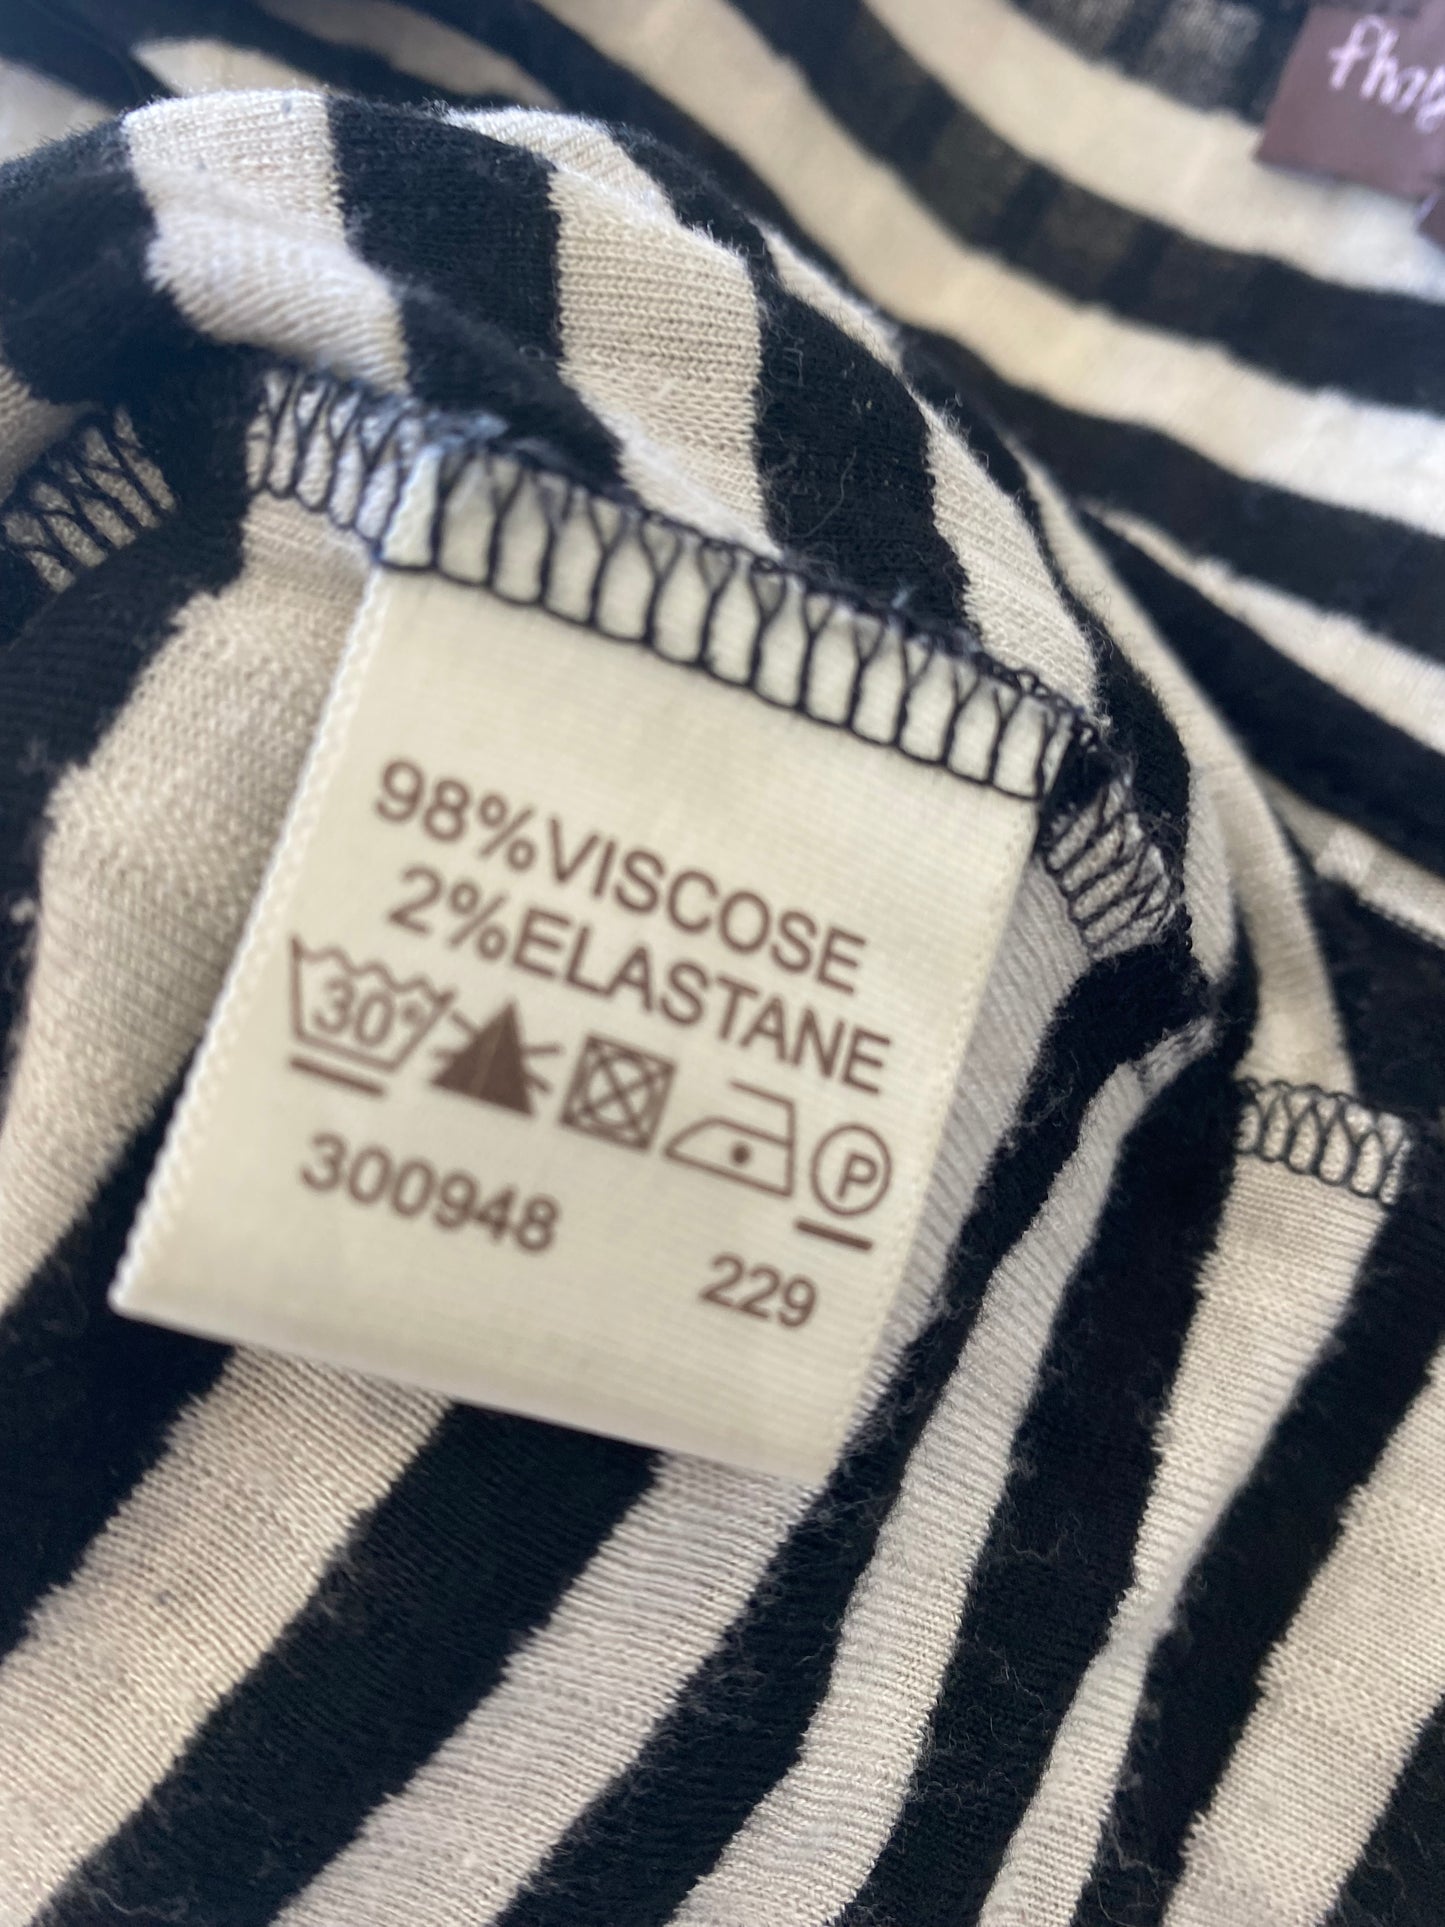 98%VISCOSE
2%ELASTANE
30°
P
300948
229